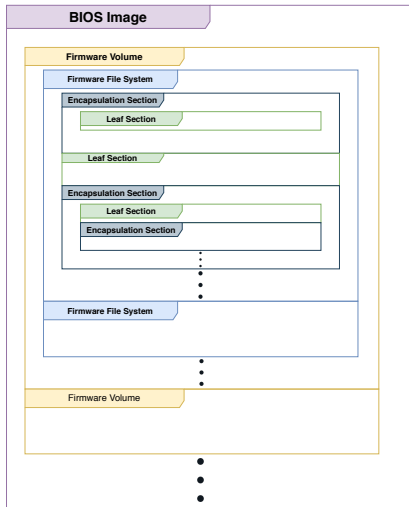 BIOS Image
Firmware Volume
Firmware File System
Encapsulation Section
Leaf Section
Leaf Section
Encapsulation Section
Leaf Section
Encapsulation Section
Firmware File System
Firmware Volume